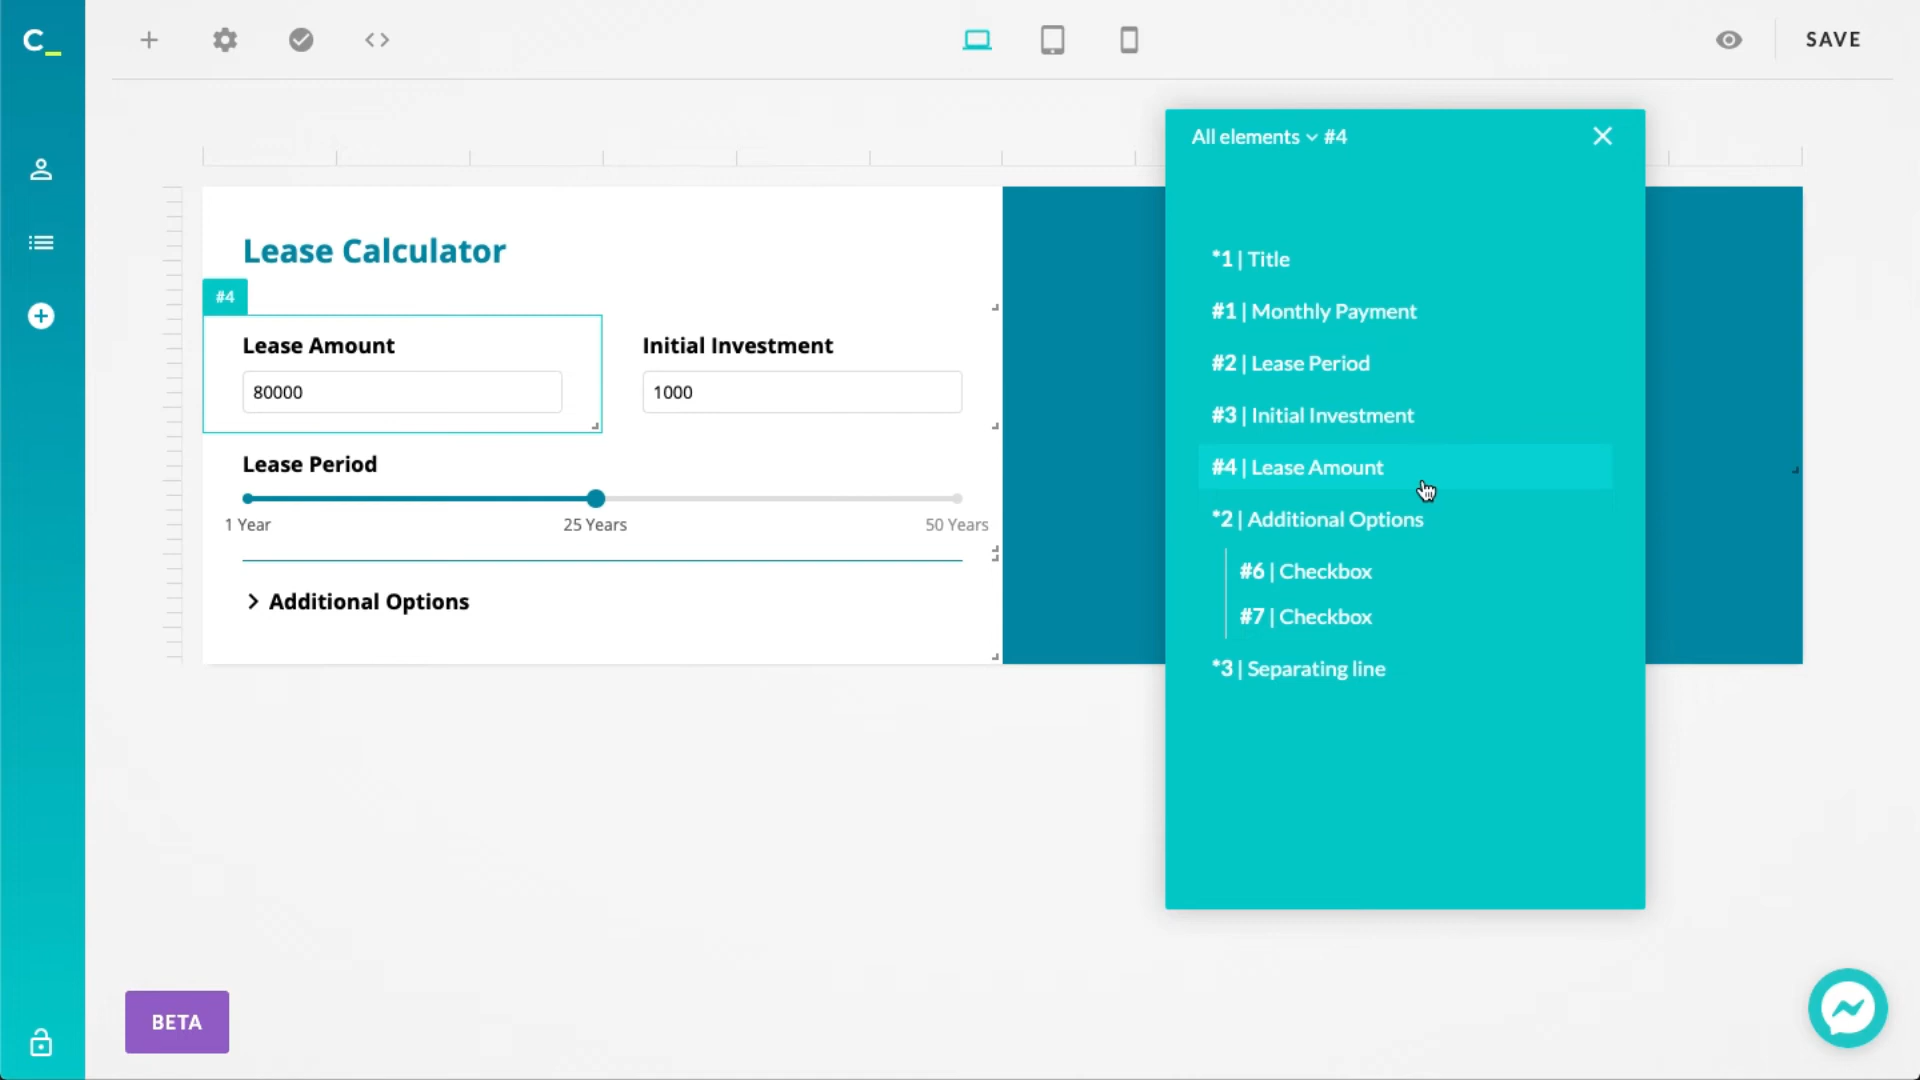 C_
SAVE
All elements #4
Lease Calculator
#4
Lease Amount
80000
Initial Investment
1000
Lease Period
1 Year
25 Years
50 Years
Additional Options
*1 | Title
#1 | Monthly Payment
#2 | Lease Period
#3 | Initial Investment
#4 | Lease Amount
*2 | Additional Options
#6 | Checkbox
#7 | Checkbox
*3 | Separating line
BETA